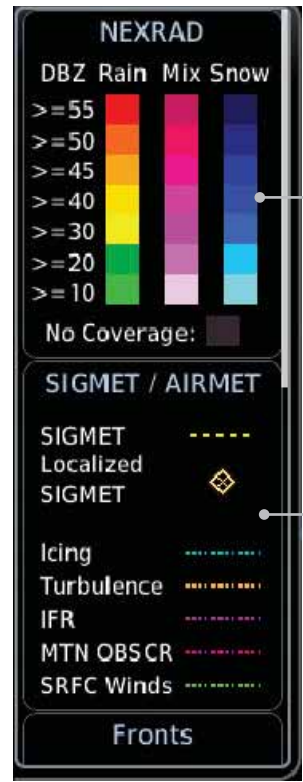 NEXRAD
DBZ Rain Mix Snow
>=55
>=50
>=45
>=40
>=30
>=20
>=10
No Coverage:
SIGMET / AIRMET
SIGMET
Localized
SIGMET
Icing
Turbulence
IFR
MTN OBSCR
SRFC Winds
Fronts